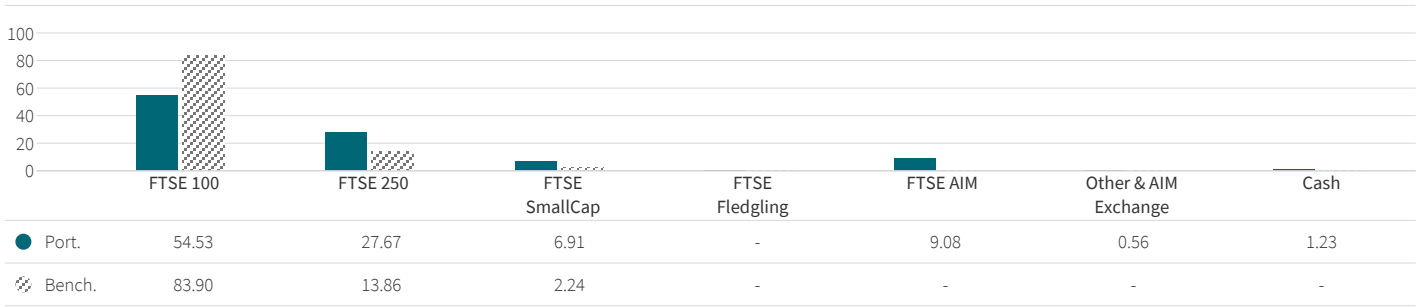 100
80
60
40
20
0
FTSE 100 FTSE 250 FTSE SmallCap FTSE Fledgling FTSE AIM Other & AIM Exchange Cash
Port. 54.53 27.67 6.91 - 9.08 0.56 1.23
Bench. 83.90 13.86 2.24 - - - -